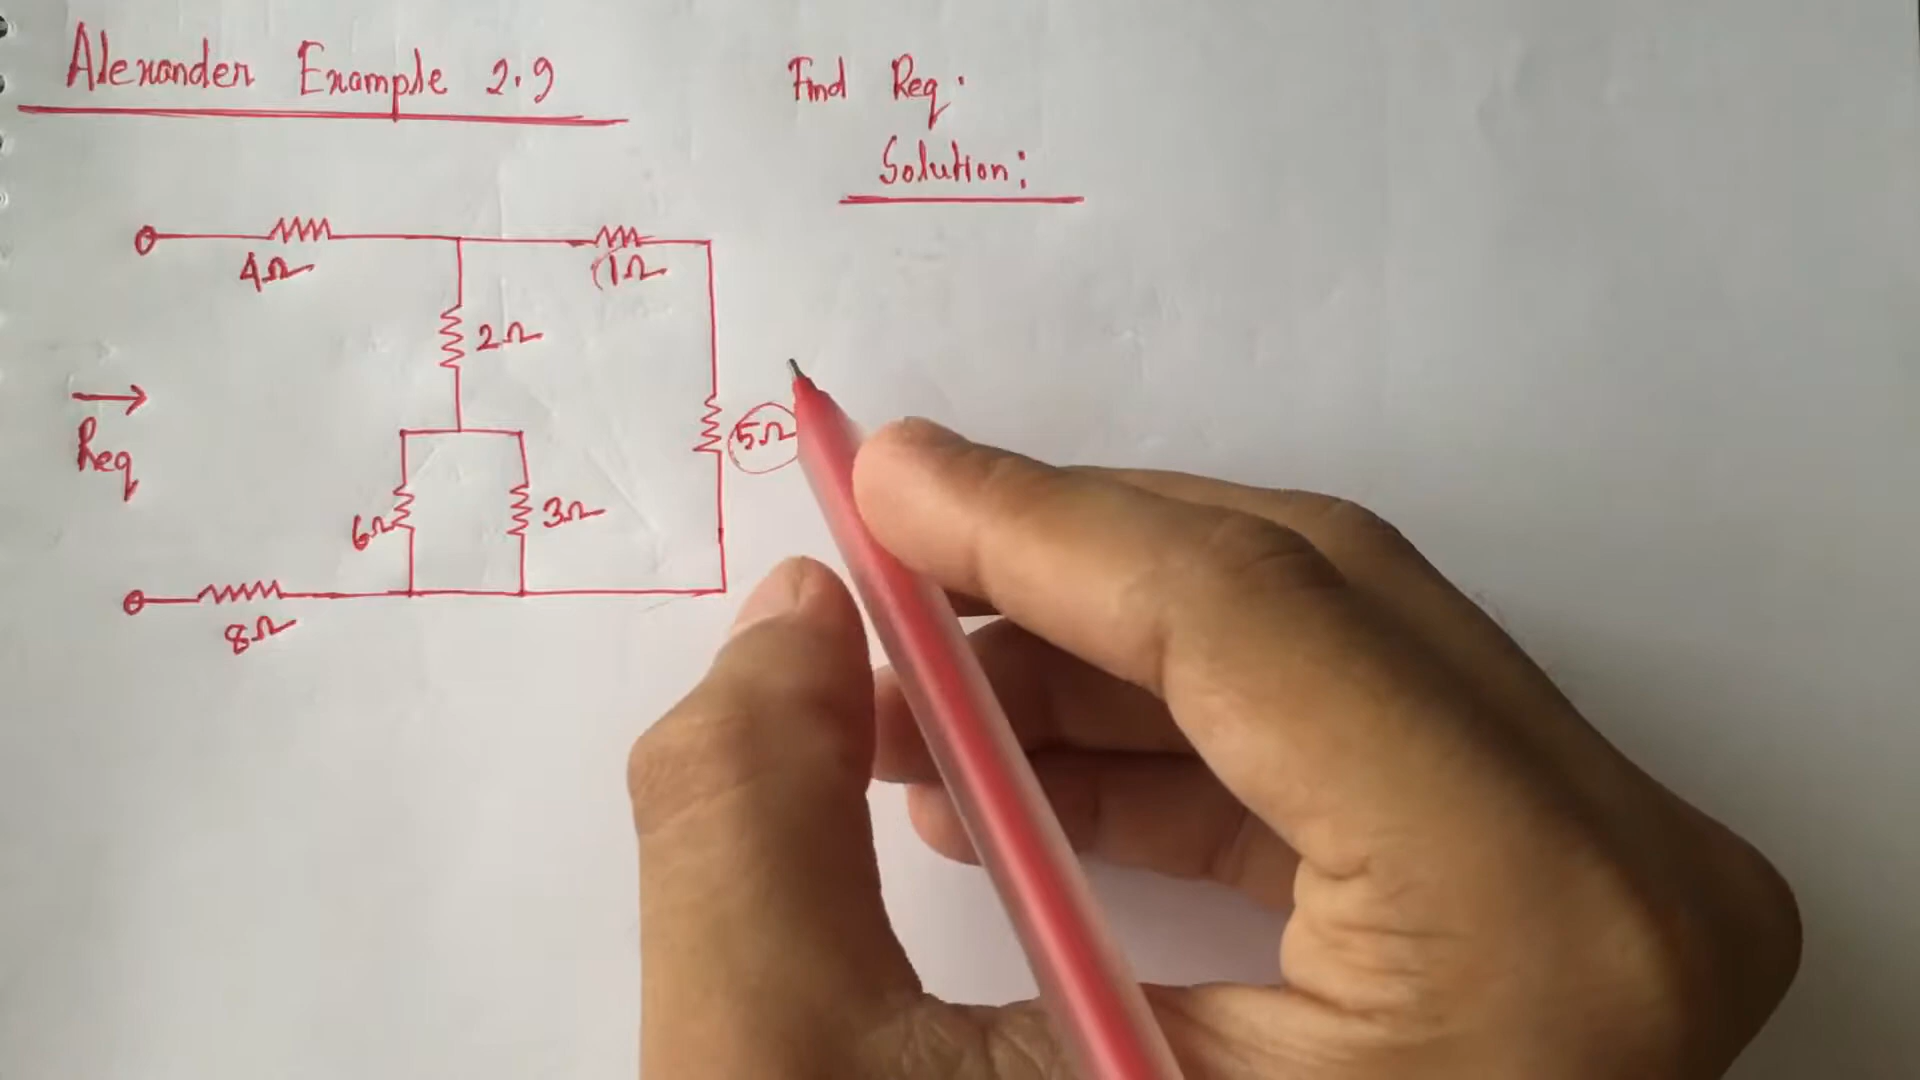 Alexander Example 2.9
Find Req.
Solution:
4Ω
1Ω
2Ω
Req
5Ω
6Ω
3Ω
8Ω